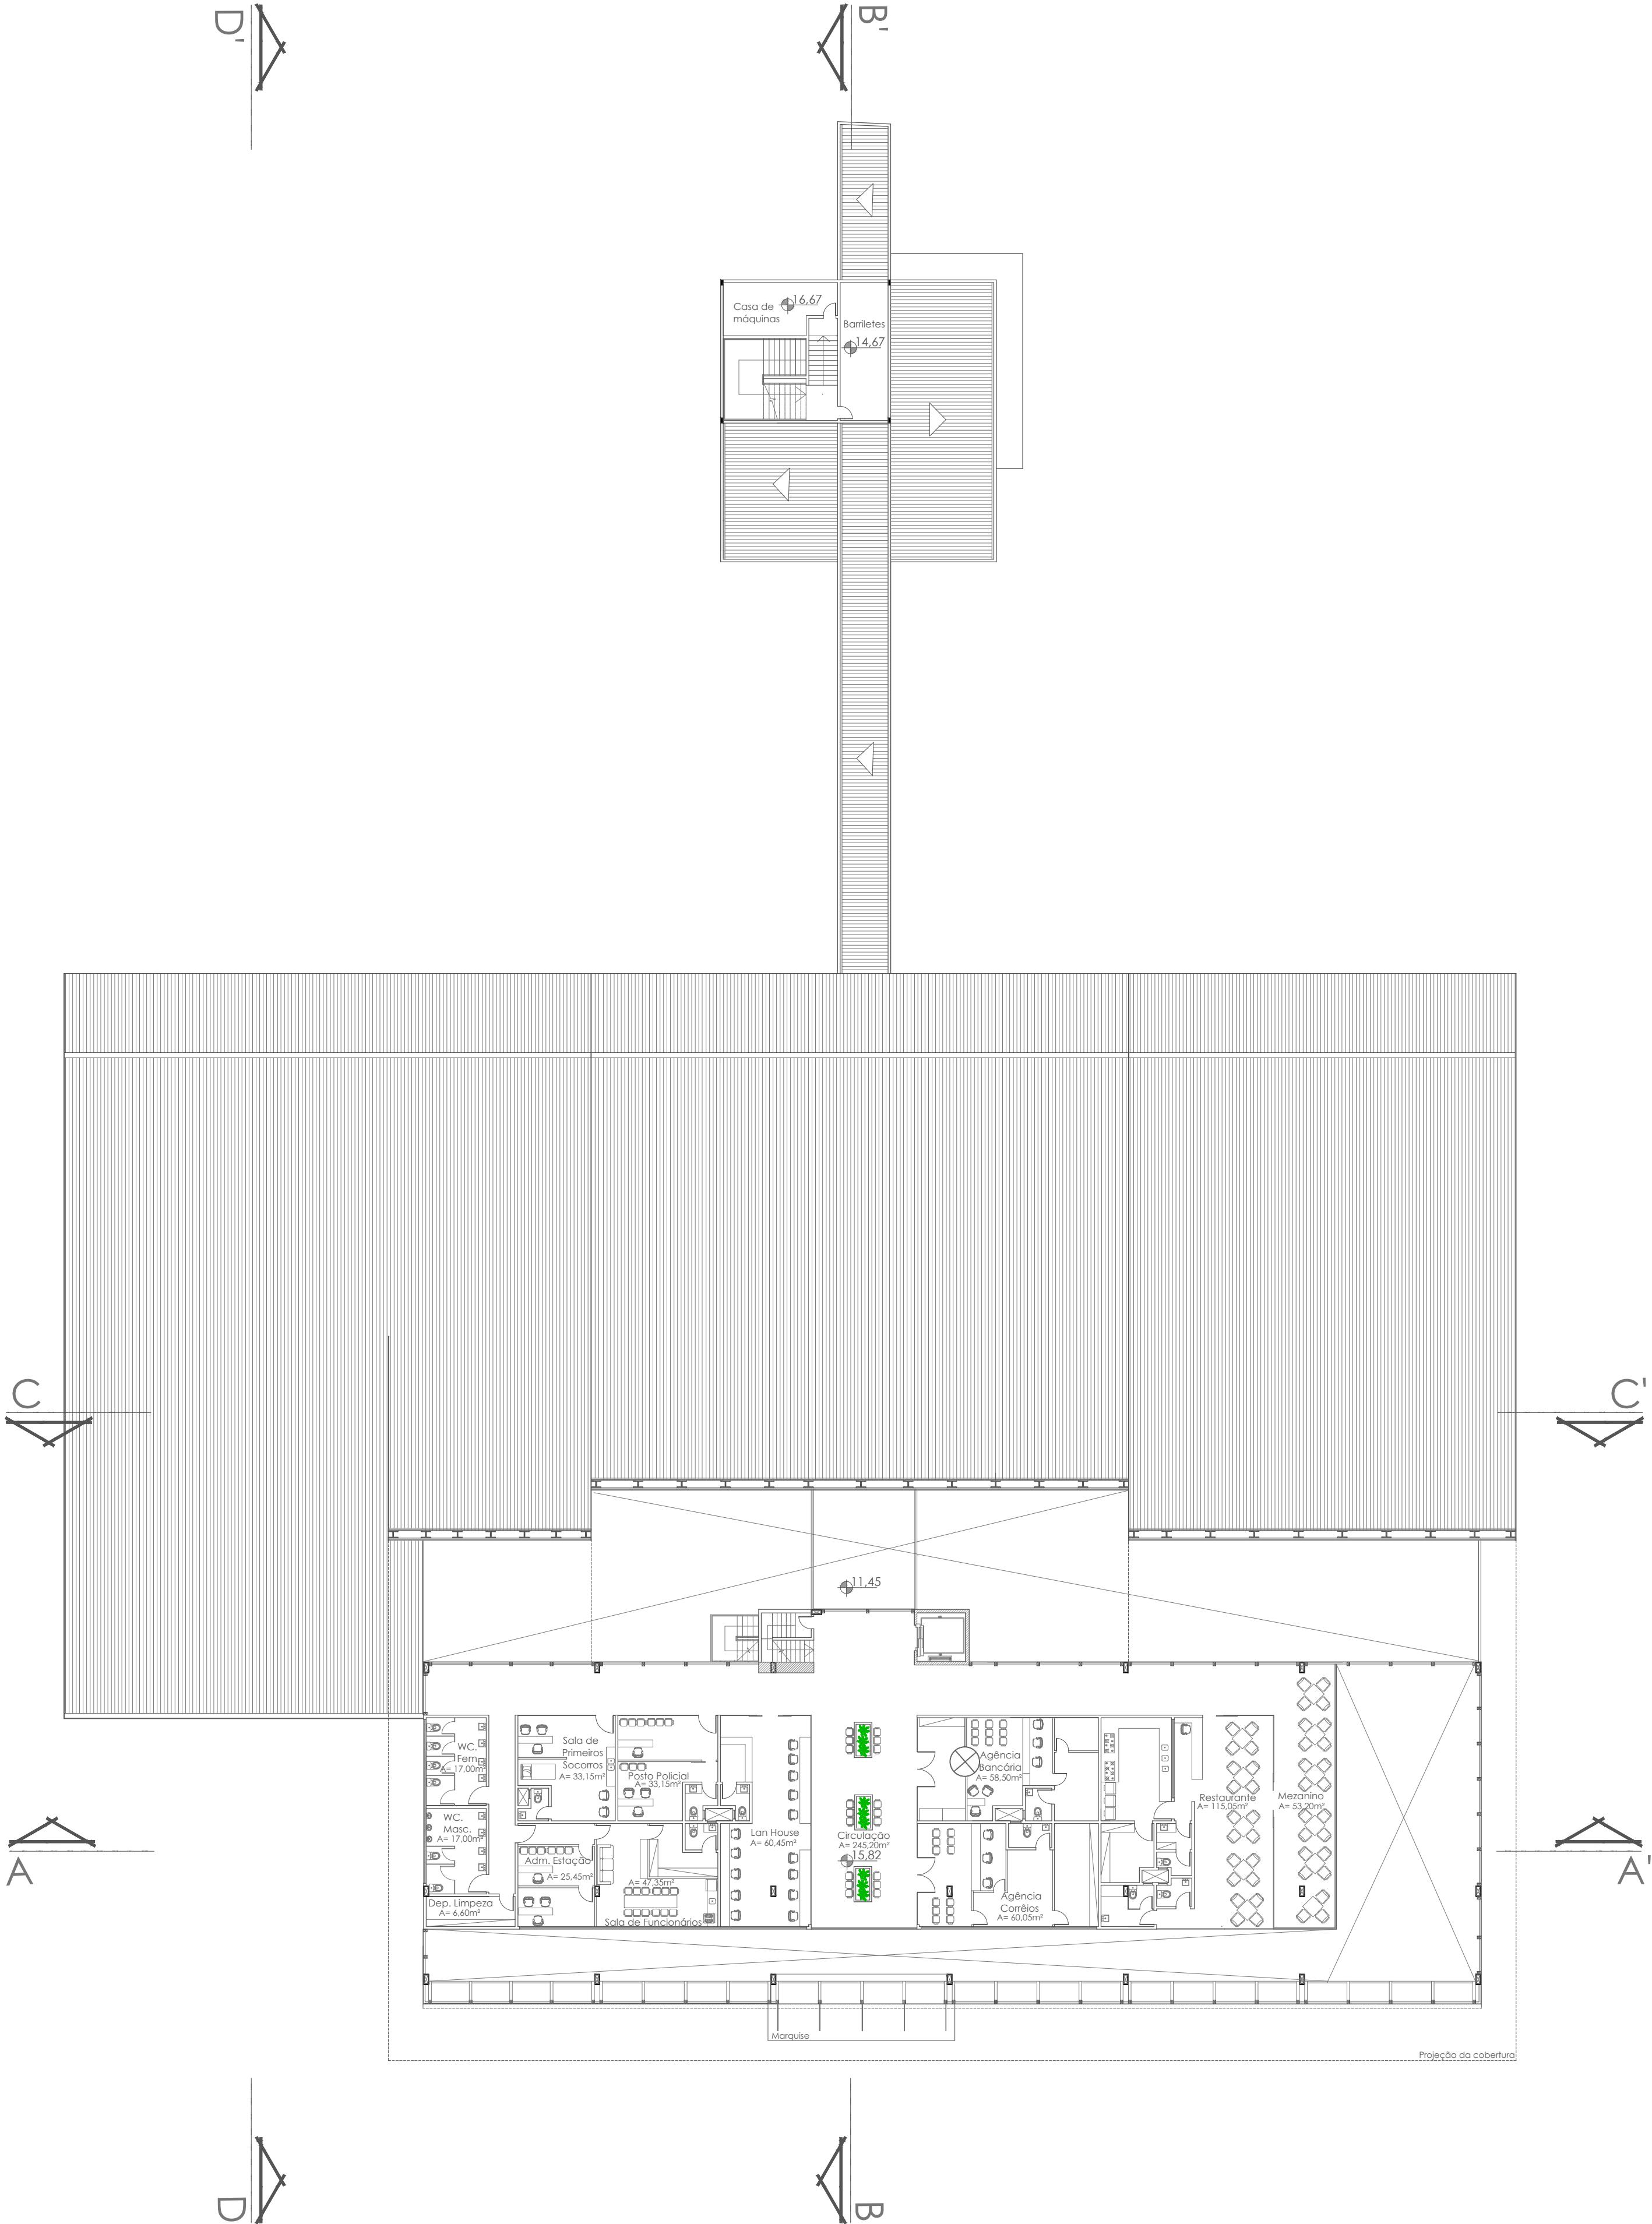 D'
B'
16,67
Casa de
máquinas
Barriletes
14,67
C
C'
11,45
WC.
Fem.
A= 17,00m²
Sala de
Primeiros
Socorros
A= 33,15m²
Posto Policial
A= 33,15m²
Agência
Bancária
A= 58,50m²
Restaurante
A= 115,05m²
Mezanino
A= 53,20m²
WC.
Masc.
A= 17,00m²
Lan House
A= 60,45m²
Circulação
A= 245,20m²
15,82
A
A'
Adm. Estação
A= 25,45m²
A= 47,35m²
Sala de Funcionários
Dep. Limpeza
A= 6,60m²
Agência
Corrêios
A= 60,05m²
Marquise
Projeção da cobertura
D
B